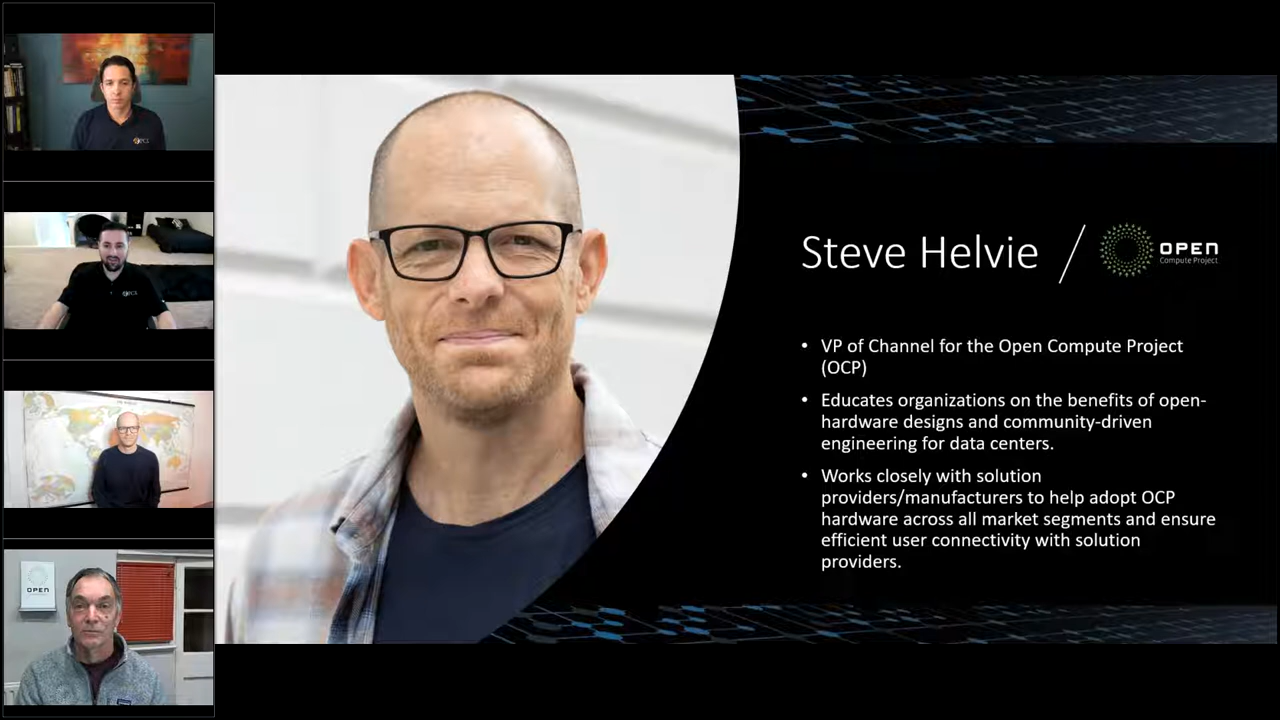 Steve Helvie
OPEN
Compute Project
• VP of Channel for the Open Compute Project
(OCP)
• Educates organizations on the benefits of open-
hardware designs and community-driven
engineering for data centers.
• Works closely with solution
providers/manufacturers to help adopt OCP
hardware across all market segments and ensure
efficient user connectivity with solution
providers.
OPEN